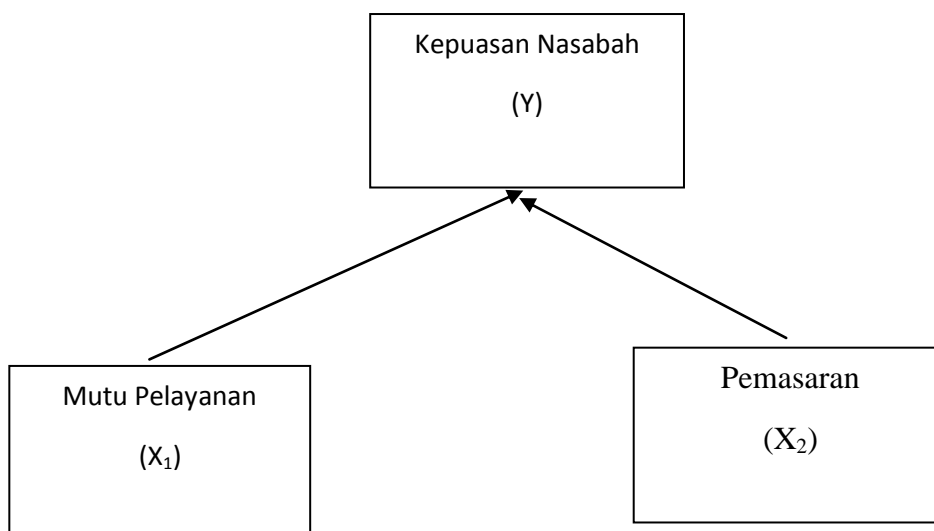 Kepuasan Nasabah
(Y)
Mutu Pelayanan
(X₁)
Pemasaran
(X₂)